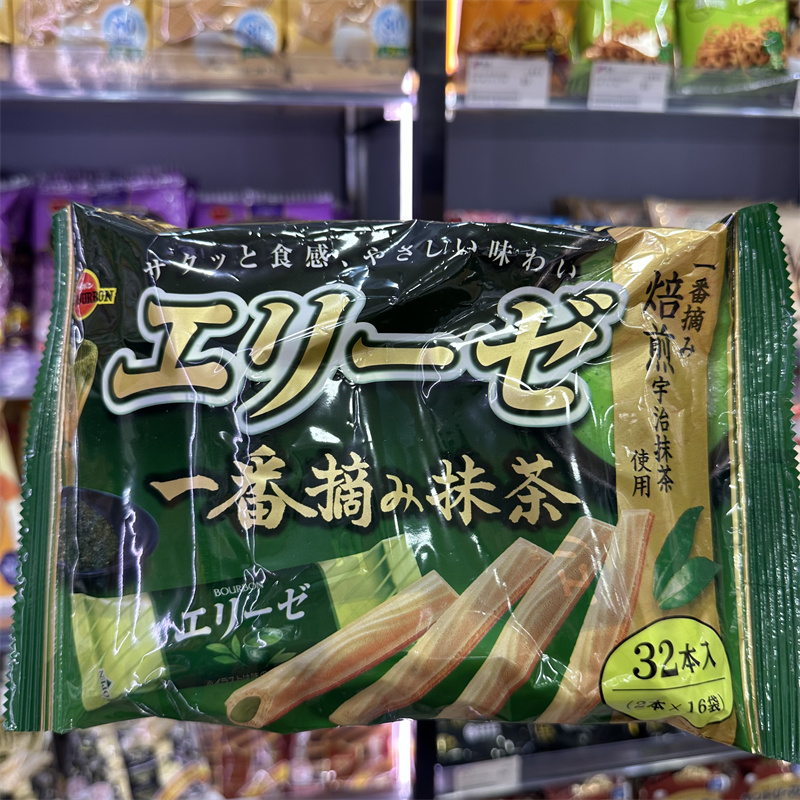 サクッと食感、やさしい味わい
BOURBON
エリーゼ
一番摘み抹茶
一番摘み
焙煎宇治抹茶
使用
BOURBON
エリーゼ
32本入
(2本×16袋)